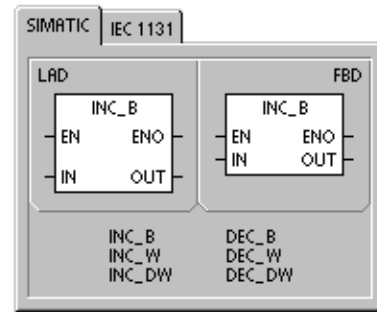 SIMATIC IEC 1131
LAD FBD
INC_B INC_B
EN ENO EN ENO
IN OUT IN OUT
INC_B DEC_B
INC_W DEC_W
INC_DW DEC_DW